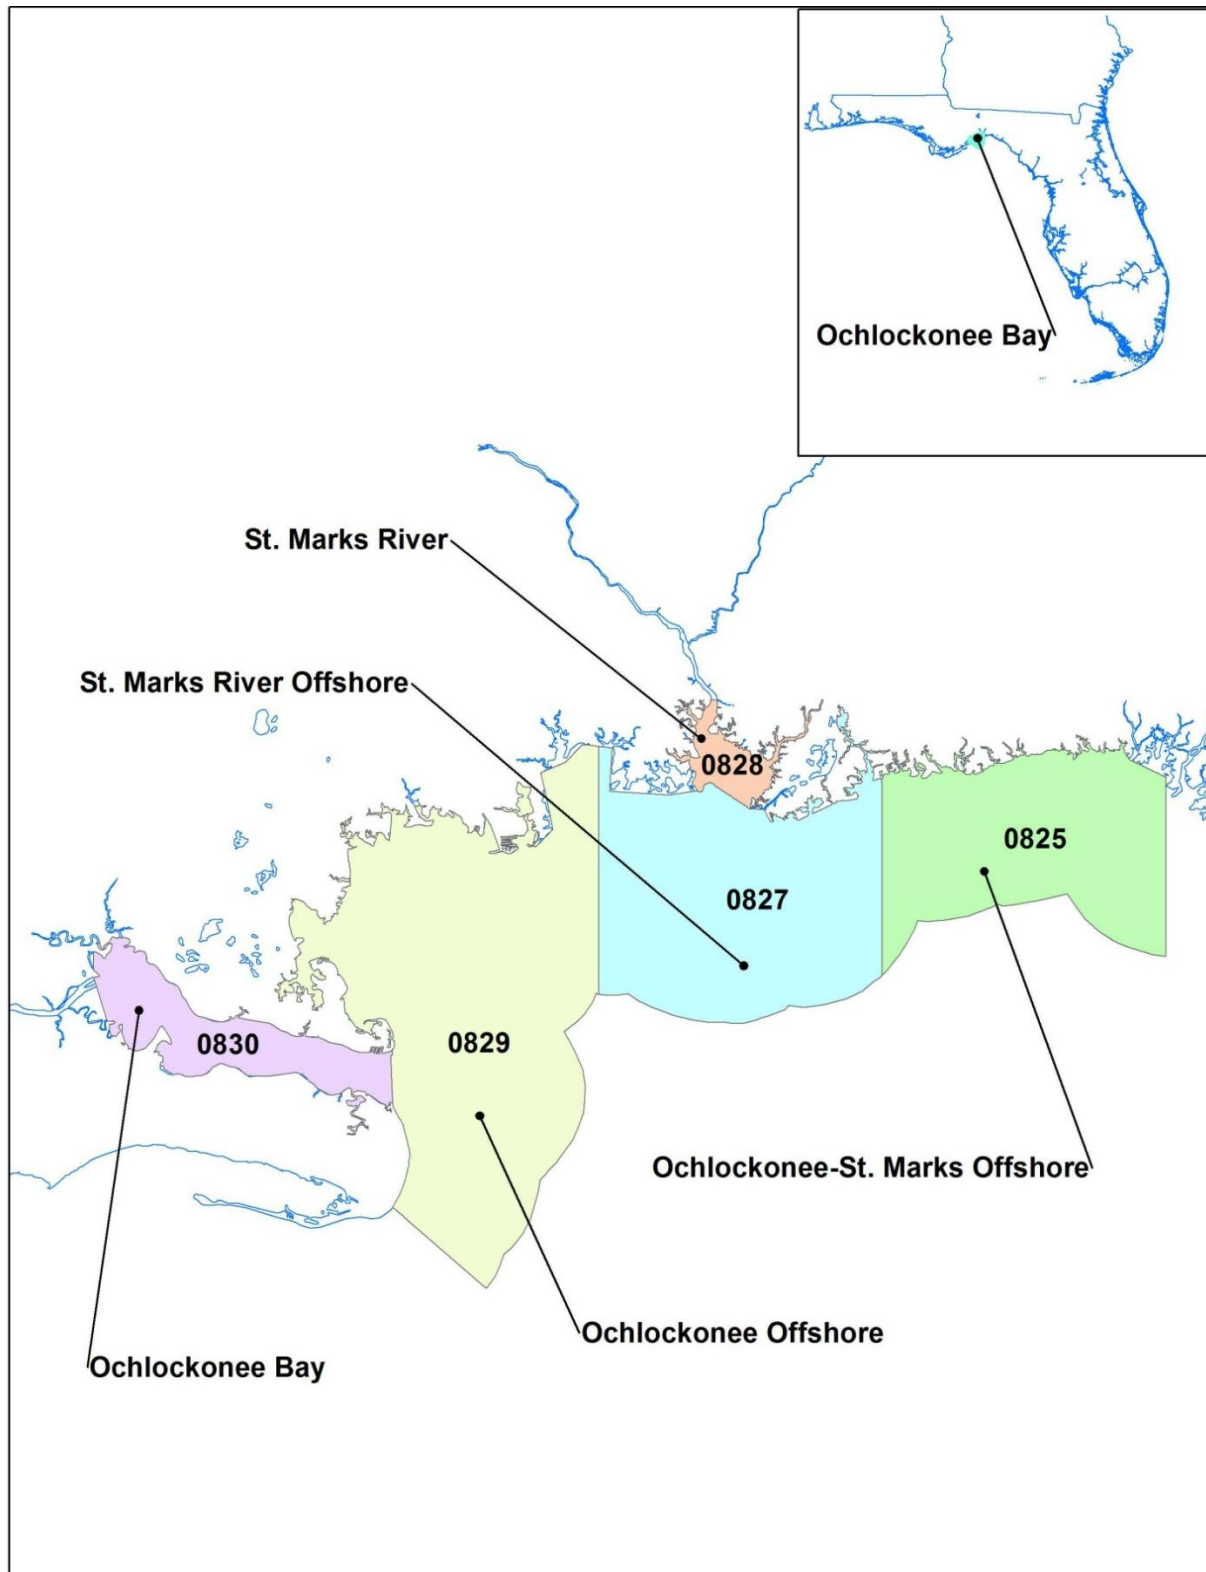 Ochlockonee Bay
St. Marks River
St. Marks River Offshore
0828
0825
0827
0830
0829
Ochlockonee-St. Marks Offshore
Ochlockonee Offshore
Ochlockonee Bay